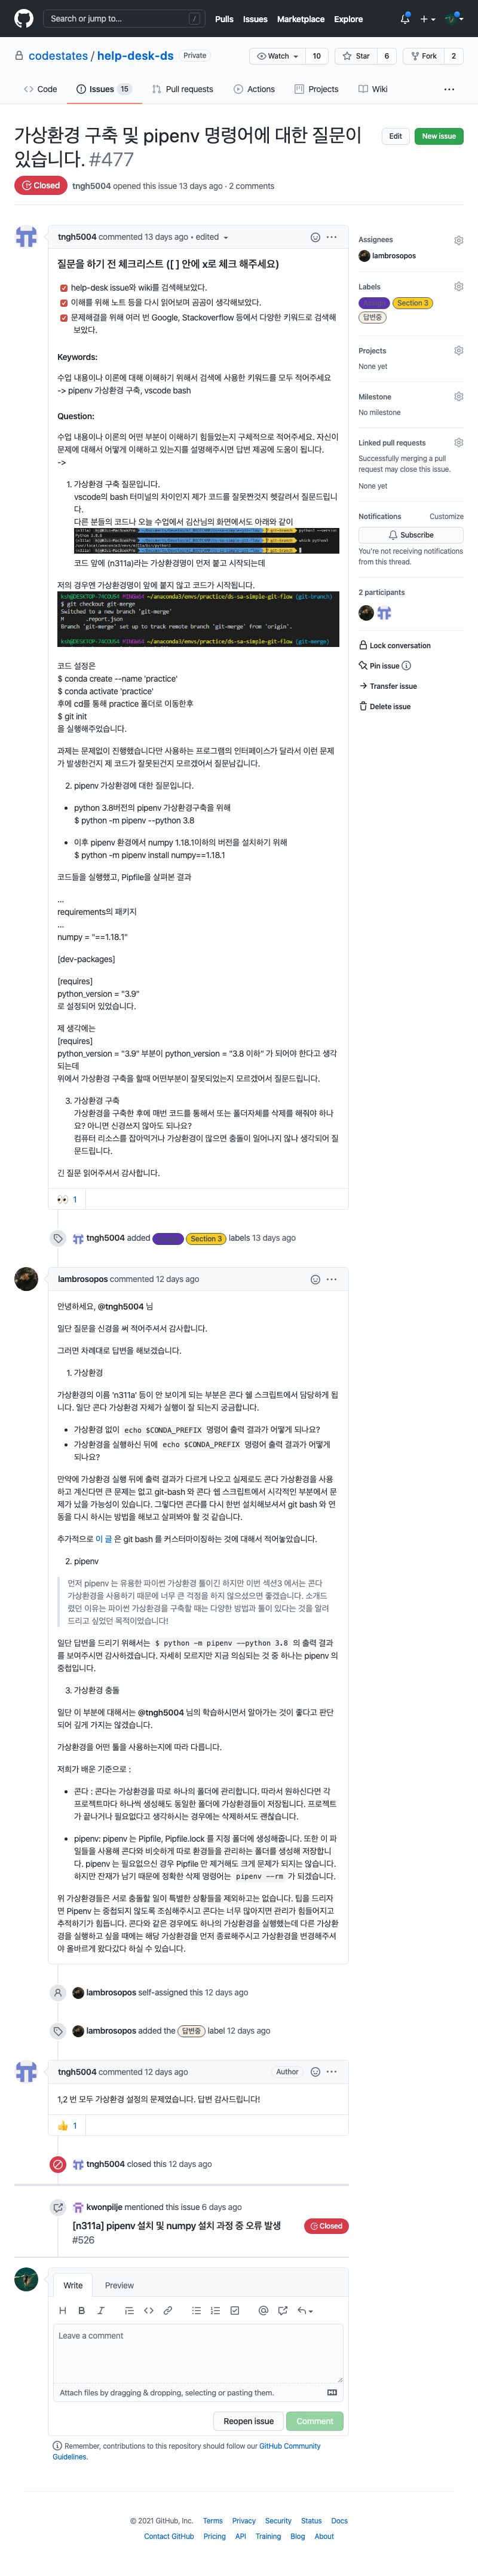 Search or jump to...
/
Pulls Issues Marketplace Explore
codestates / help-desk-ds Private
Watch 10
Star 6
Fork 2
Code
Issues 15
Pull requests
Actions
Projects
Wiki
가상환경 구축 및 pipenv 명령어에 대한 질문이
있습니다. #477
Edit
New issue
Closed
tngh5004 opened this issue 13 days ago · 2 comments
tngh5004 commented 13 days ago • edited
질문을 하기 전 체크리스트 ([ ] 안에 x로 체크 해주세요)
help-desk issue와 wiki를 검색해보았다.
이해를 위해 노트 등을 다시 읽어보며 곰곰이 생각해보았다.
문제해결을 위해 여러 번 Google, Stackoverflow 등에서 다양한 키워드로 검색해
보았다.
Keywords:
수업 내용이나 이론에 대해 이해하기 위해서 검색에 사용한 키워드를 모두 적어주세요
-> pipenv 가상환경 구축, vscode bash
Question:
수업 내용이나 이론의 어떤 부분이 이해하기 힘들었는지 구체적으로 적어주세요. 자신이
문제에 대해서 어떻게 이해하고 있는지를 설명해주시면 답변 제공에 도움이 됩니다.
->
1. 가상환경 구축 질문입니다.
vscode의 bash 터미널의 차이인지 제가 코드를 잘못짠것지 헷갈려서 질문드립니
다.
다른 분들의 코드나 오늘 수업에서 김산님의 화면에서도 아래와 같이
코드 앞에 (n311a)라는 가상환경명이 먼저 붙고 시작되는데
저의 경우엔 가상환경명이 앞에 붙지 않고 코드가 시작됩니다.
ksh@DESKTOP-74COU54 MINGW64 ~/anaconda3/envs/practice/ds-sa-simple-git-flow (git-branch)
$ git checkout git-merge
Switched to a new branch 'git-merge'
M .report.json
Branch 'git-merge' set up to track remote branch 'git-merge' from 'origin'.
ksh@DESKTOP-74COU54 MINGW64 ~/anaconda3/envs/practice/ds-sa-simple-git-flow (git-merge)
코드 설정은
$ conda create --name 'practice'
$ conda activate 'practice'
후에 cd를 통해 practice 폴더로 이동한후
$ git init
을 실행해주었습니다.
과제는 문제없이 진행했습니다만 사용하는 프로그램의 인터페이스가 달라서 이런 문제
가 발생한건지 제 코드가 잘못된건지 모르겠어서 질문남깁니다.
2. pipenv 가상환경에 대한 질문입니다.
python 3.8버전의 pipenv 가상환경구축을 위해
$ python -m pipenv --python 3.8
이후 pipenv 환경에서 numpy 1.18.1이하의 버전을 설치하기 위해
$ python -m pipenv install numpy==1.18.1
코드들을 실행했고, Pipfile을 살펴본 결과
...
requirements의 패키지
...
numpy = "==1.18.1"
[dev-packages]
[requires]
python_version = "3.9"
로 설정되어 있었습니다.
제 생각에는
[requires]
python_version = "3.9" 부분이 python_version = "3.8 이하" 가 되어야 한다고 생각
되는데
위에서 가상환경 구축을 할때 어떤부분이 잘못되었는지 모르겠어서 질문드립니다.
3. 가상환경 구축
가상환경을 구축한 후에 매번 코드를 통해서 또는 폴더자체를 삭제를 해줘야 하나
요? 아니면 신경쓰지 않아도 되나요?
컴퓨터 리소스를 잡아먹거나 가상환경이 많으면 충돌이 일어나지 않나 생각되어 질
문드립니다.
긴 질문 읽어주셔서 감사합니다.
1
tngh5004 added Section 3 labels 13 days ago
lambrosopos commented 12 days ago
안녕하세요, @tngh5004 님
일단 질문을 신경을 써 적어주셔서 감사합니다.
그러면 차례대로 답변을 해보겠습니다.
1. 가상환경
가상환경의 이름 'n311a' 등이 안 보이게 되는 부분은 콘다 쉘 스크립트에서 담당하게 됩
니다. 일단 콘다 가상환경 자체가 실행이 잘 되는지 궁금합니다.
가상환경 없이 echo $CONDA_PREFIX 명령어 출력 결과가 어떻게 되나요?
가상환경을 실행하신 뒤에 echo $CONDA_PREFIX 명령어 출력 결과가 어떻게
되나요?
만약에 가상환경 실행 뒤에 출력 결과가 다르게 나오고 실제로도 콘다 가상환경을 사용
하고 계신다면 큰 문제는 없고 git-bash 와 콘다 쉡 스크립트에서 시각적인 부분에서 문
제가 났을 가능성이 있습니다. 그렇다면 콘다를 다시 한번 설치해보셔서 git bash 와 연
동을 다시 하시는 방법을 해보고 살펴봐야 할 것 같습니다.
추가적으로 이 글 은 git bash 를 커스터마이징하는 것에 대해서 적어놓았습니다.
2. pipenv
먼저 pipenv 는 유용한 파이썬 가상환경 툴이긴 하지만 이번 섹션3 에서는 콘다
가상환경을 사용하기 때문에 너무 큰 걱정을 하지 않으셨으면 좋겠습니다. 소개드
렸던 이유는 파이썬 가상환경을 구축할 때는 다양한 방법과 툴이 있다는 것을 알려
드리고 싶었던 목적이었습니다!
일단 답변을 드리기 위해서는 $ python -m pipenv --python 3.8 의 출력 결과
를 보여주시면 감사하겠습니다. 자세히 모르지만 지금 의심되는 것 중 하나는 pipenv 의
중첩입니다.
3. 가상환경 충돌
일단 이 부분에 대해서는 @tngh5004 님의 학습하시면서 알아가는 것이 좋다고 판단
되어 깊게 가지는 않겠습니다.
가상환경을 어떤 툴을 사용하는지에 따라 다릅니다.
저희가 배운 기준으로 :
콘다 : 콘다는 가상환경을 따로 하나의 폴더에 관리합니다. 따라서 원하신다면 각
프로젝트마다 하나씩 생성해도 동일한 폴더에 가상환경들이 저장됩니다. 프로젝트
가 끝나거나 필요없다고 생각하시는 경우에는 삭제하셔도 괜찮습니다.
pipenv: pipenv 는 Pipfile, Pipfile.lock 를 지정 폴더에 생성해줍니다. 또한 이 파
일들을 사용해 콘다와 비슷하게 따로 환경들을 관리하는 폴더를 생성해 저장합니
다. pipenv 는 필요없으신 경우 Pipfile 만 제거해도 크게 문제가 되지는 않습니다.
하지만 잔재가 남기 때문에 정확한 삭제 명령어는 pipenv --rm 가 되겠습니다.
위 가상환경들은 서로 충돌할 일이 특별한 상황들을 제외하고는 없습니다. 팁을 드리자
면 Pipenv 는 중첩되지 않도록 조심해주시고 콘다는 너무 많아지면 관리가 힘들어지고
추적하기가 힘듭니다. 콘다와 같은 경우에도 하나의 가상환경을 실행했는데 다른 가상환
경을 실행하고 싶을 때에는 해당 가상환경을 먼저 종료해주시고 가상환경을 변경해주셔
야 올바르게 왔다갔다 하실 수 있습니다.
lambrosopos self-assigned this 12 days ago
lambrosopos added the 답변중 label 12 days ago
tngh5004 commented 12 days ago Author
1,2 번 모두 가상환경 설정의 문제였습니다. 답변 감사드립니다!
1
tngh5004 closed this 12 days ago
kwonpilje mentioned this issue 6 days ago
[n311a] pipenv 설치 및 numpy 설치 과정 중 오류 발생
#526
Closed
Write Preview
Leave a comment
Attach files by dragging & dropping, selecting or pasting them.
Reopen issue
Comment
Remember, contributions to this repository should follow our GitHub Community
Guidelines.
Assignees
lambrosopos
Labels
Section 3
답변중
Projects
None yet
Milestone
No milestone
Linked pull requests
Successfully merging a pull
request may close this issue.
None yet
Notifications Customize
Subscribe
You're not receiving notifications
from this thread.
2 participants
Lock conversation
Pin issue
Transfer issue
Delete issue
© 2021 GitHub, Inc. Terms Privacy Security Status Docs
Contact GitHub Pricing API Training Blog About